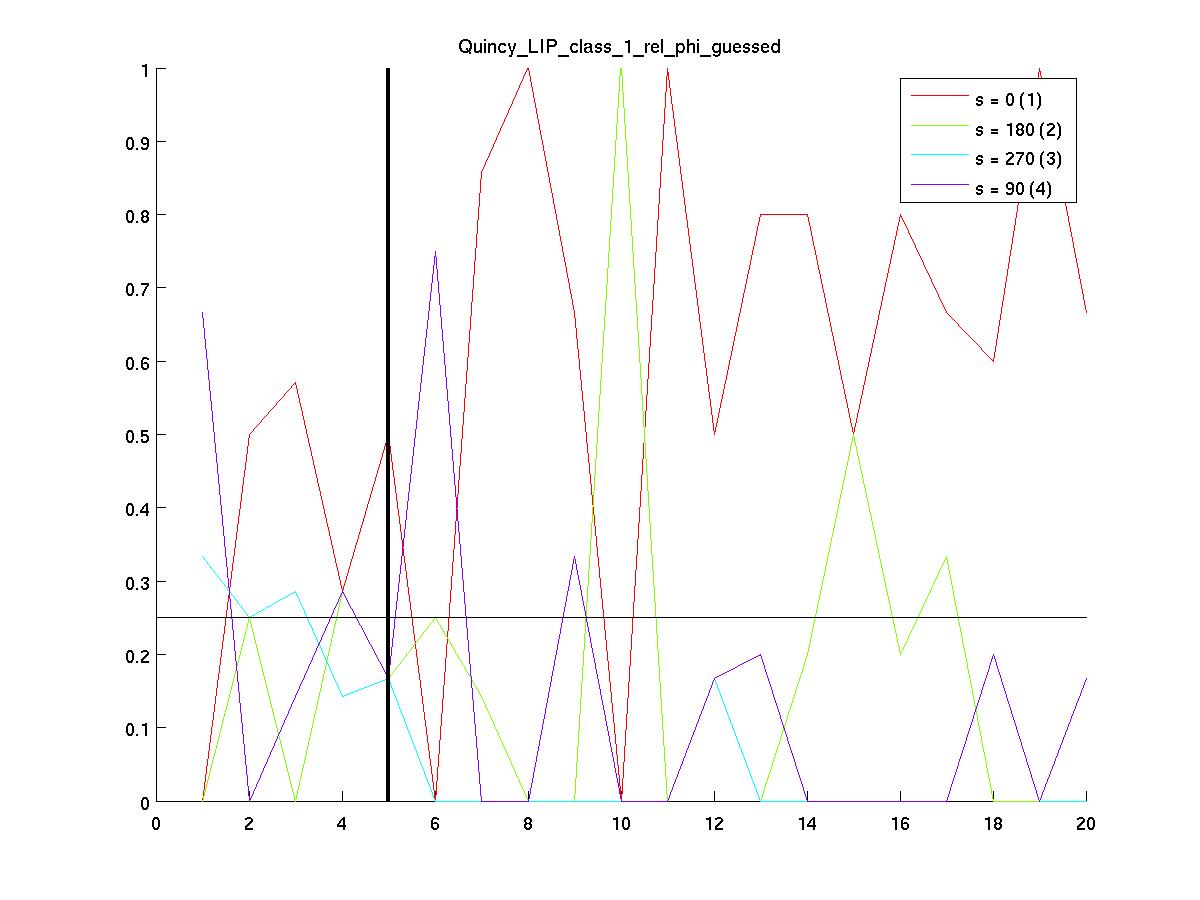 Quincy_LIP_class_1_rel_phi_guessed
1
0.9
0.8
0.7
0.6
0.5
0.4
0.3
0.2
0.1
0
0 2 4 6 8 10 12 14 16 18 20
s = 0 (1)
s = 180 (2)
s = 270 (3)
s = 90 (4)